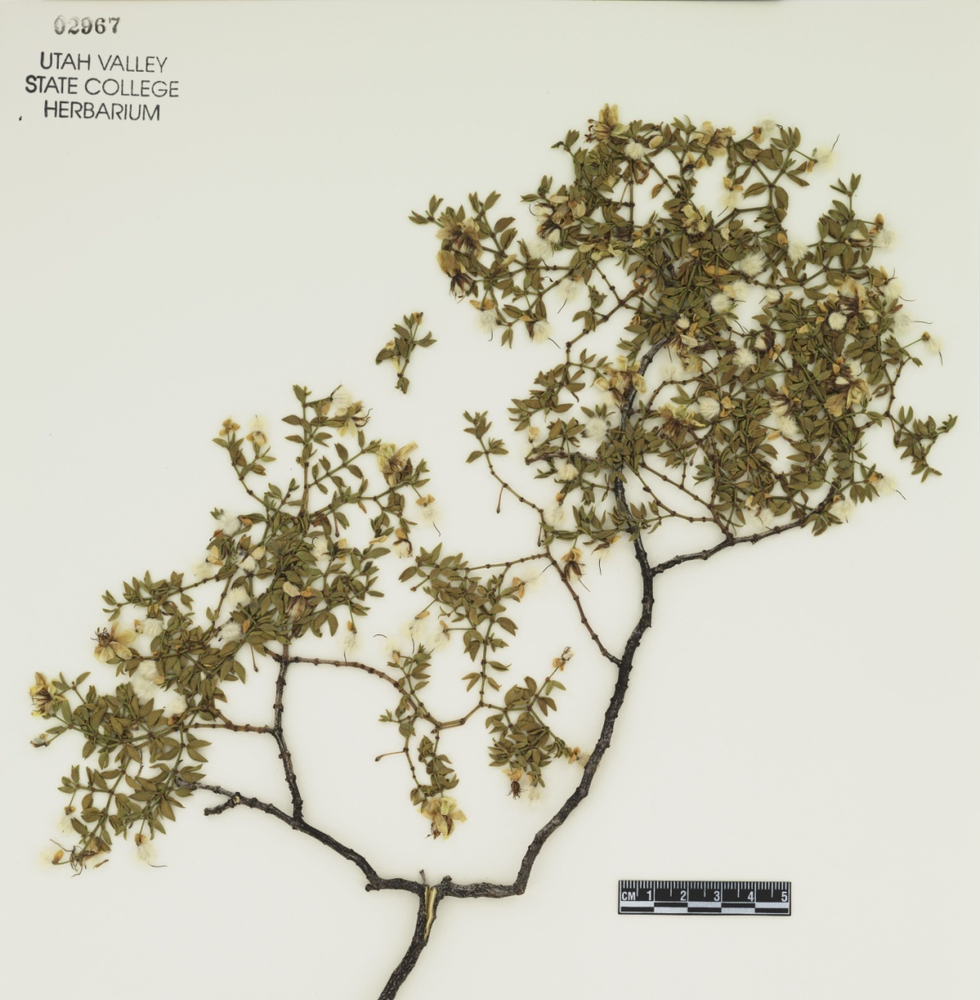 02967
UTAH VALLEY
STATE COLLEGE
HERBARIUM
CM 1 2 3 4 5